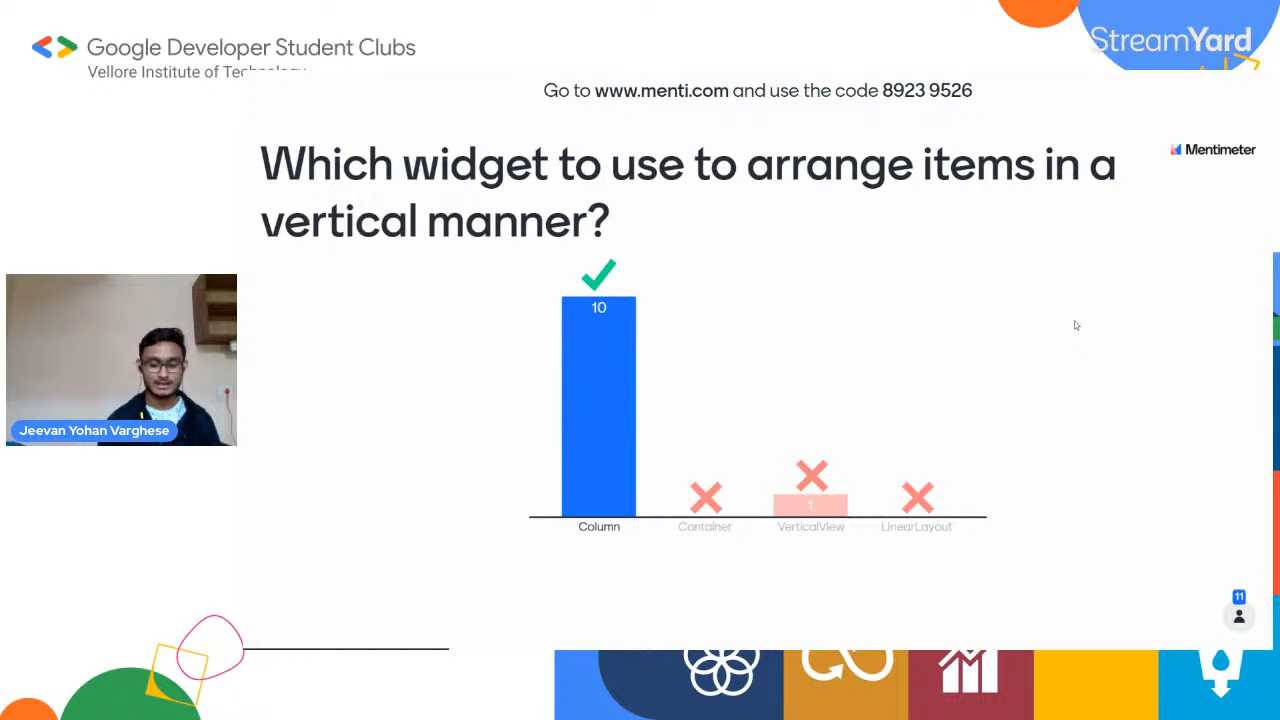 Google Developer Student Clubs
StreamYard
Vellore Institute of Technology
Go to www.menti.com and use the code 8923 9526
Mentimeter
Which widget to use to arrange items in a
vertical manner?
10
1
Column
Container
VerticalView
LinearLayout
Jeevan Yohan Varghese
11